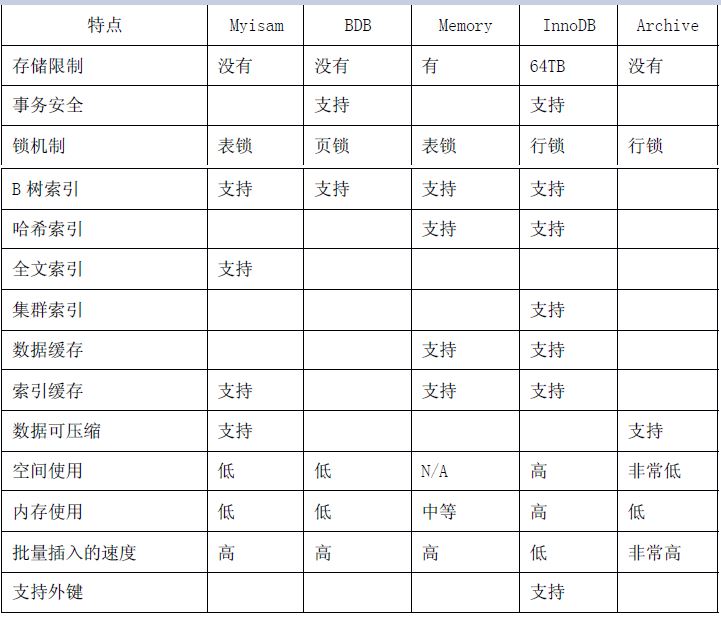 特点 Myisam BDB Memory InnoDB Archive
存储限制 没有 没有 有 64TB 没有
事务安全 支持 支持
锁机制 表锁 页锁 表锁 行锁 行锁
B 树索引 支持 支持 支持 支持
哈希索引 支持 支持
全文索引 支持
集群索引 支持
数据缓存 支持 支持
索引缓存 支持 支持 支持
数据可压缩 支持 支持
空间使用 低 低 N/A 高 非常低
内存使用 低 低 中等 高 低
批量插入的速度 高 高 高 低 非常高
支持外键 支持